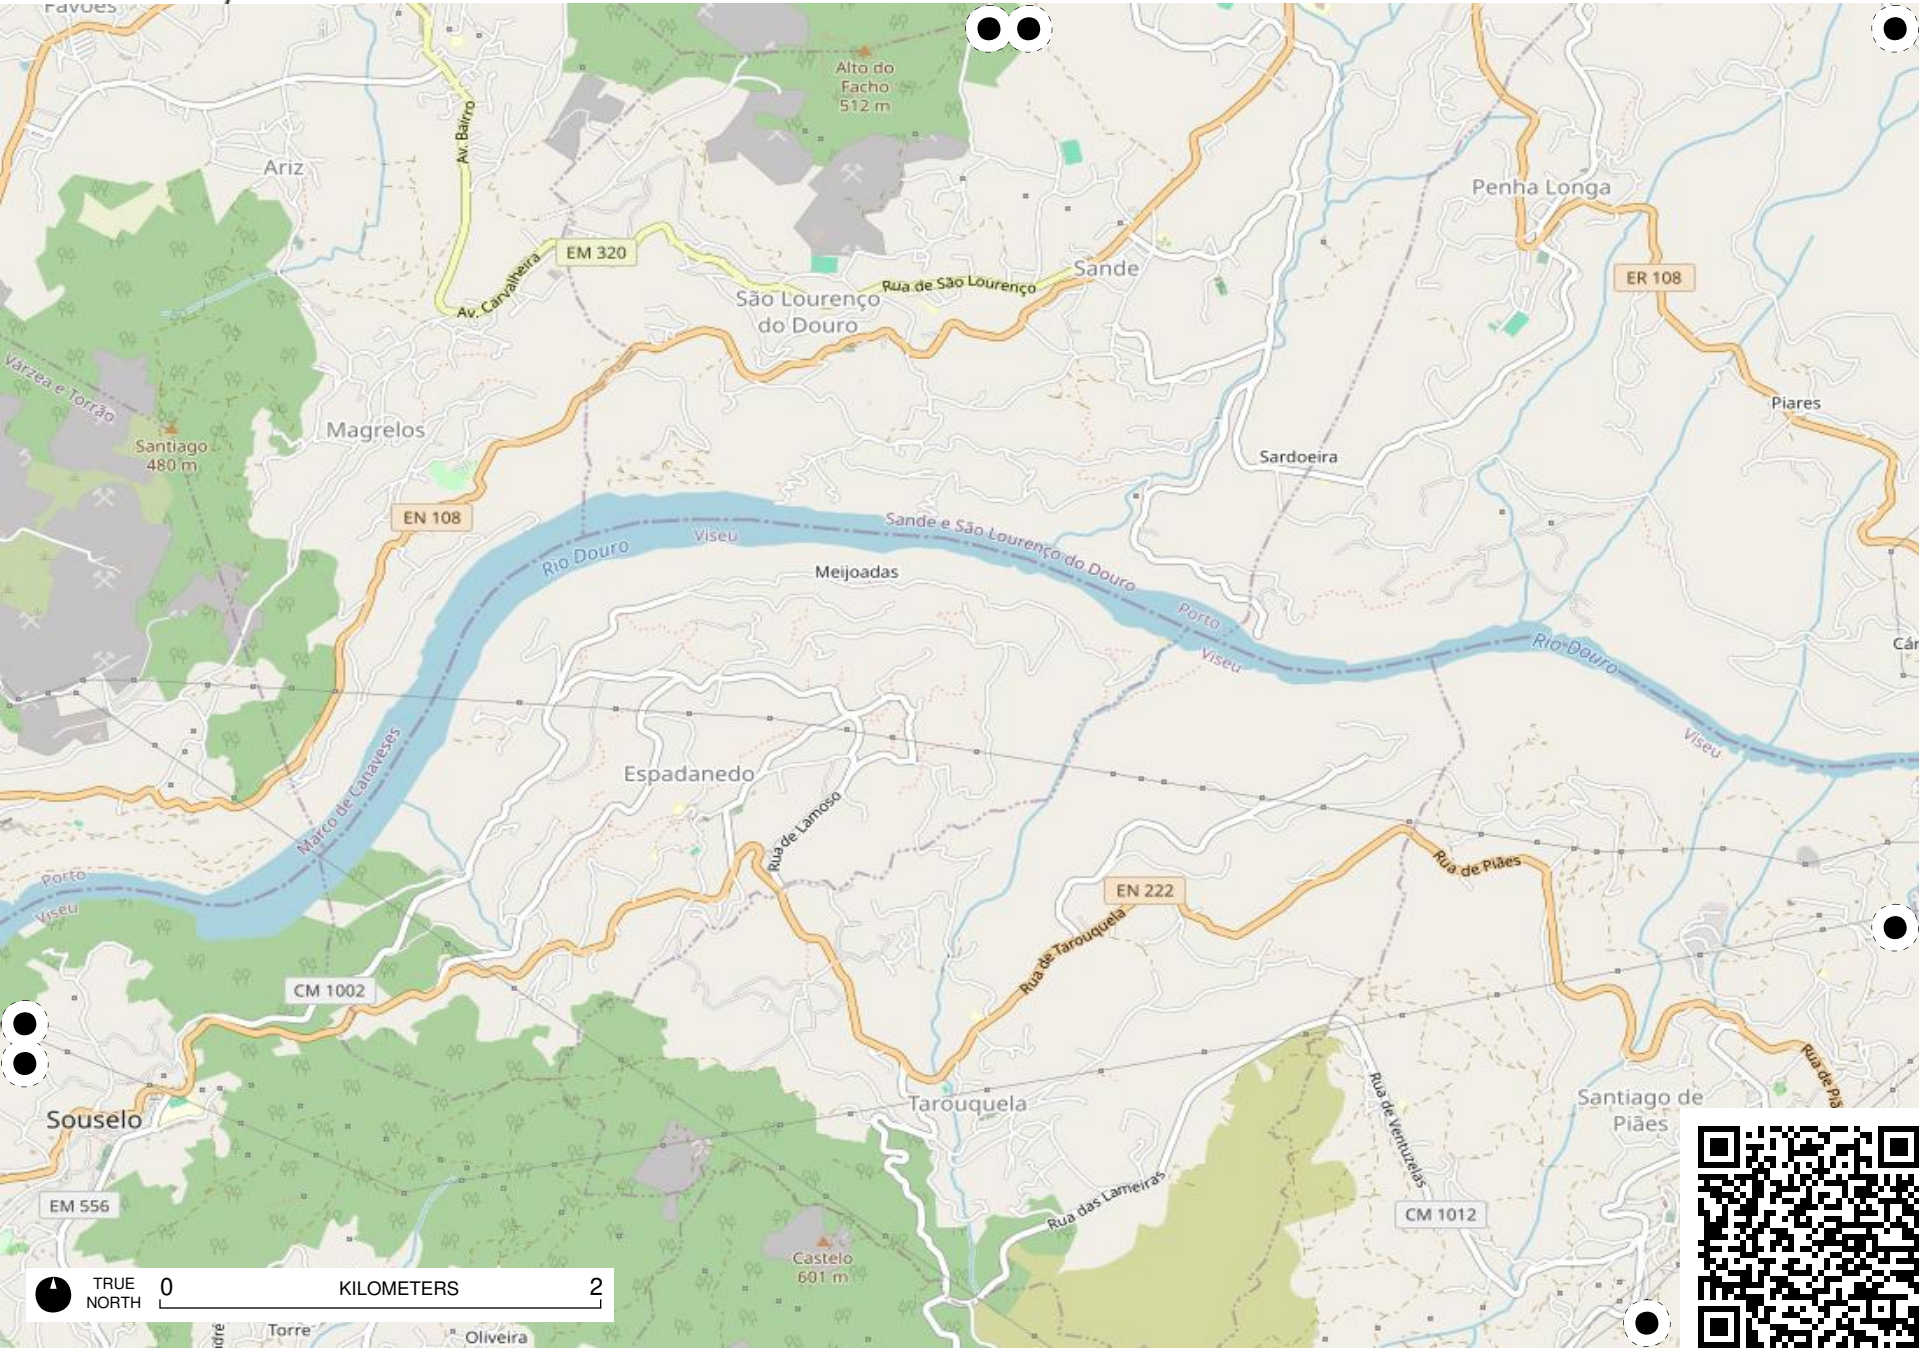 Favões
Alto do
Facho
512 m
Av. Bairro
Ariz
Penha Longa
EM 320
Av. Carvalheira
Sande
ER 108
Rua de São Lourenço
São Lourenço
do Douro
Várzea e Torrão
Piares
Magrelos
Santiago
480 m
Sardoeira
EN 108
Sande e São Lourenço do Douro
Viseu
Rio Douro
Meijoadas
Porto
Viseu
Rio Douro
Cár
Viseu
Marco de Canaveses
Espadanedo
Rua de Lamoso
Rua de Piães
Porto
Viseu
EN 222
Rua de Tarouquela
CM 1002
Rua de Piã
Souselo
Tarouquela
Rua de Ventuzelas
Santiago de
Piães
EM 556
Rua das Lameiras
CM 1012
Castelo
601 m
TRUE
NORTH
0 KILOMETERS 2
Torre
Oliveira